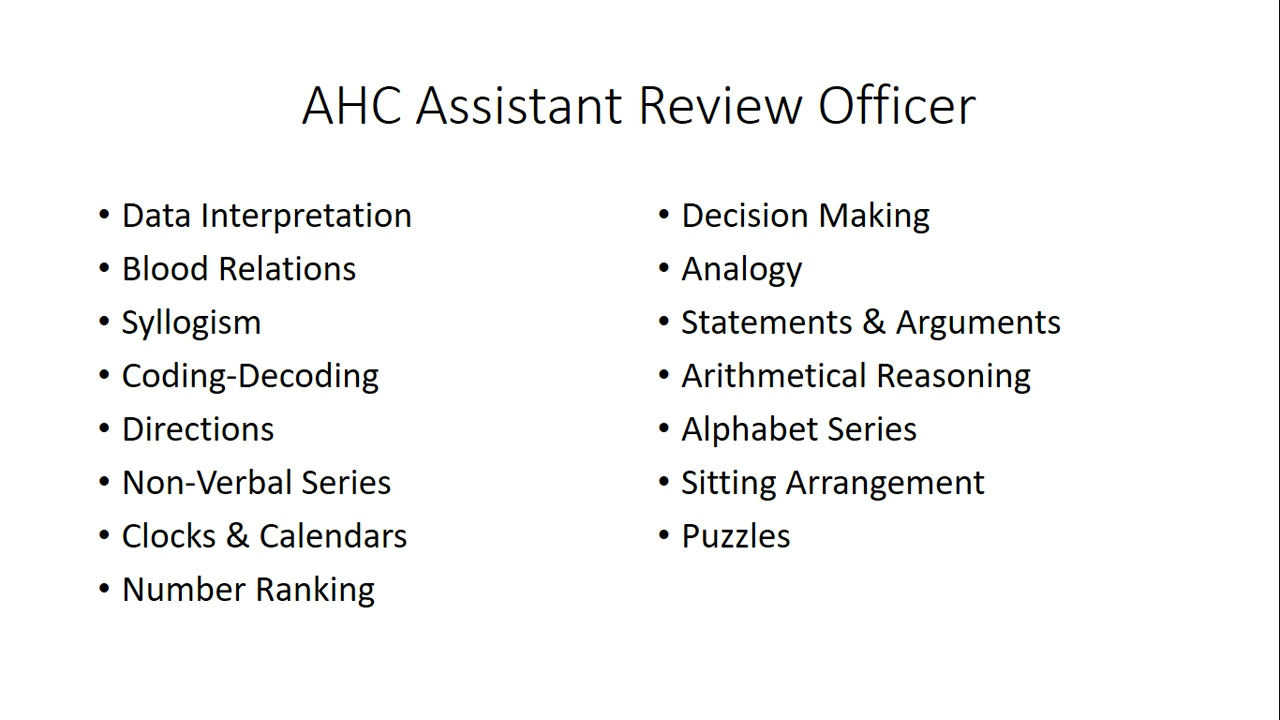 AHC Assistant Review Officer
• Data Interpretation
• Blood Relations
• Syllogism
• Coding-Decoding
• Directions
• Non-Verbal Series
• Clocks & Calendars
• Number Ranking
• Decision Making
• Analogy
• Statements & Arguments
• Arithmetical Reasoning
• Alphabet Series
• Sitting Arrangement
• Puzzles